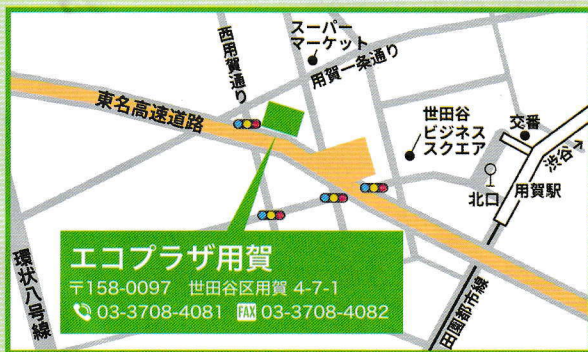 スーパー
マーケット
西用賀通り
用賀一条通り
東名高速道路
世田谷
ビジネス
スクエア
交番
渋谷→
北口
用賀駅
環状八号線
田園都市線
エコプラザ用賀
〒158-0097 世田谷区用賀 4-7-1
03-3708-4081 FAX 03-3708-4082